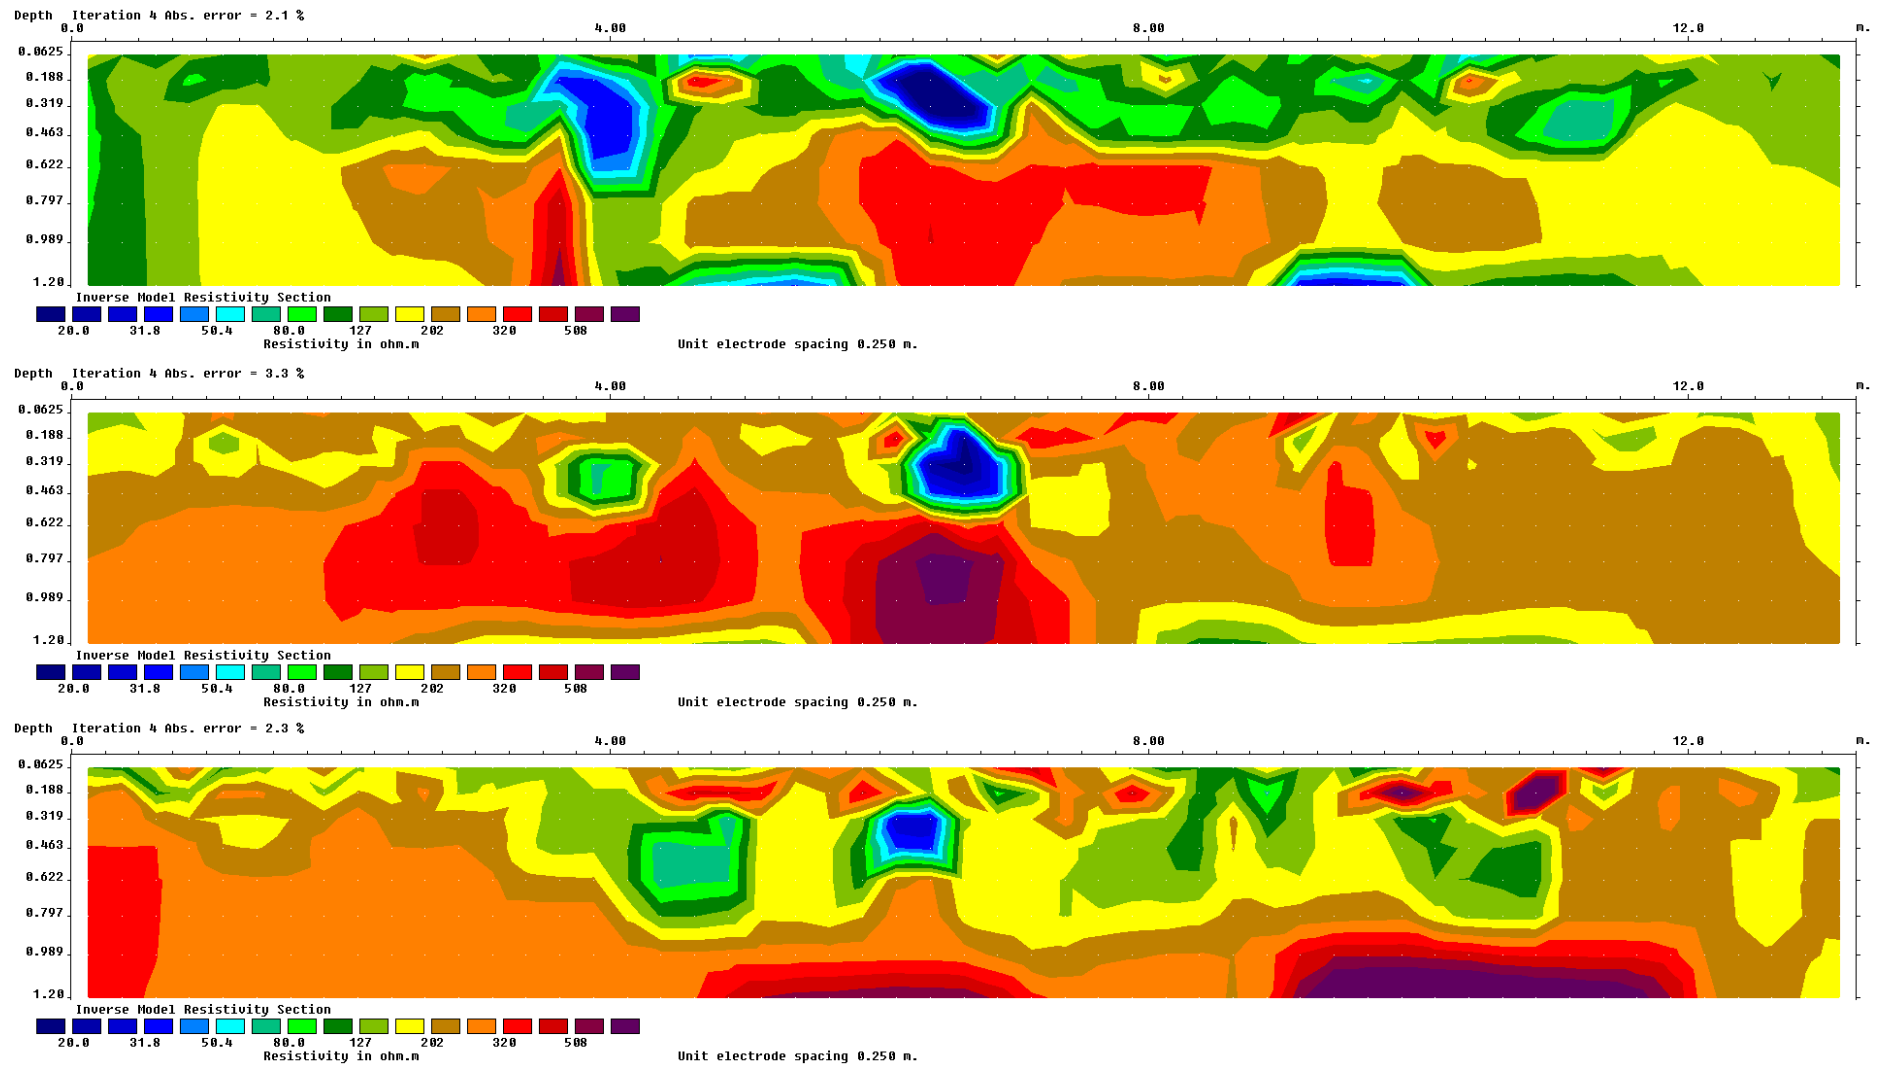 Depth Iteration 4 Abs. error = 2.1 %
0.0 4.00 8.00 12.0 m.
0.0625
0.188
0.319
0.463
0.622
0.797
0.989
1.20
Inverse Model Resistivity Section
20.0 31.8 50.4 80.0 127 202 320 508
Resistivity in ohm.m Unit electrode spacing 0.250 m.
Depth Iteration 4 Abs. error = 3.3 %
0.0 4.00 8.00 12.0 m.
0.0625
0.188
0.319
0.463
0.622
0.797
0.989
1.20
Inverse Model Resistivity Section
20.0 31.8 50.4 80.0 127 202 320 508
Resistivity in ohm.m Unit electrode spacing 0.250 m.
Depth Iteration 4 Abs. error = 2.3 %
0.0 4.00 8.00 12.0 m.
0.0625
0.188
0.319
0.463
0.622
0.797
0.989
1.20
Inverse Model Resistivity Section
20.0 31.8 50.4 80.0 127 202 320 508
Resistivity in ohm.m Unit electrode spacing 0.250 m.